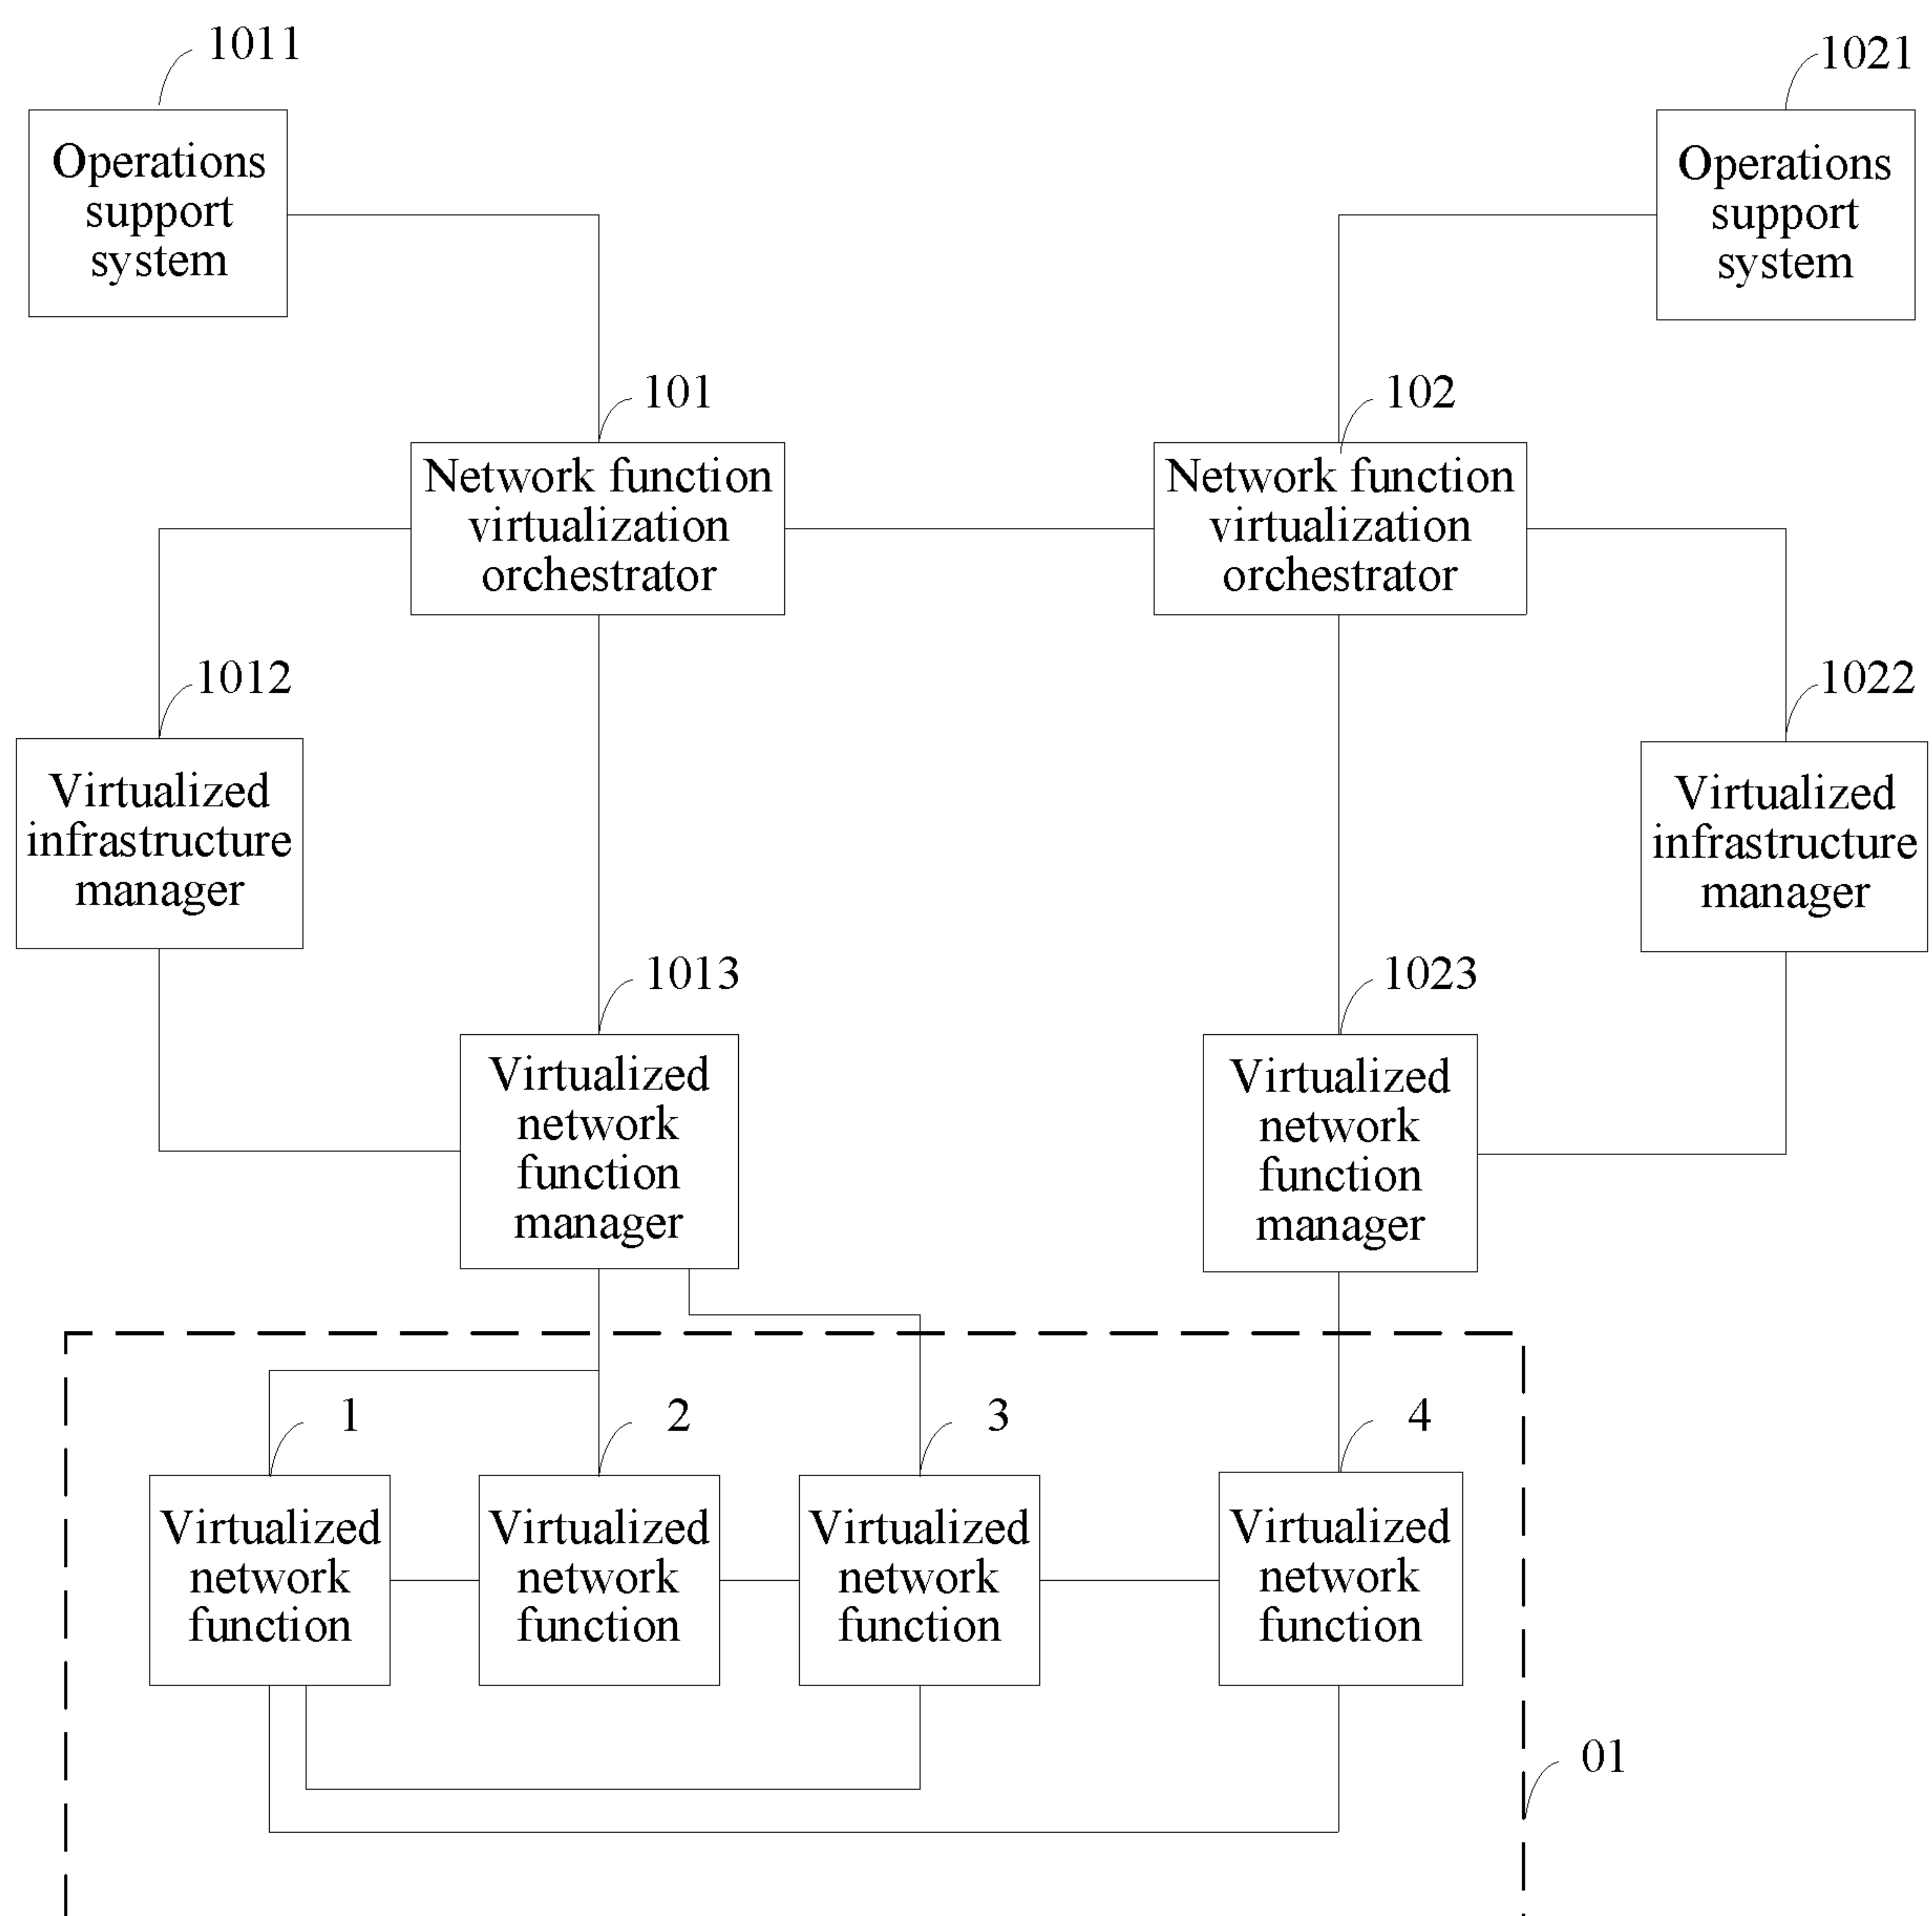 1011
1021
Operations
support
system
Operations
support
system
101
102
Network function
virtualization
orchestrator
Network function
virtualization
orchestrator
1012
1022
Virtualized
infrastructure
manager
Virtualized
infrastructure
manager
1013
1023
Virtualized
network
function
manager
Virtualized
network
function
manager
1
2
3
4
Virtualized
network
function
Virtualized
network
function
Virtualized
network
function
Virtualized
network
function
01